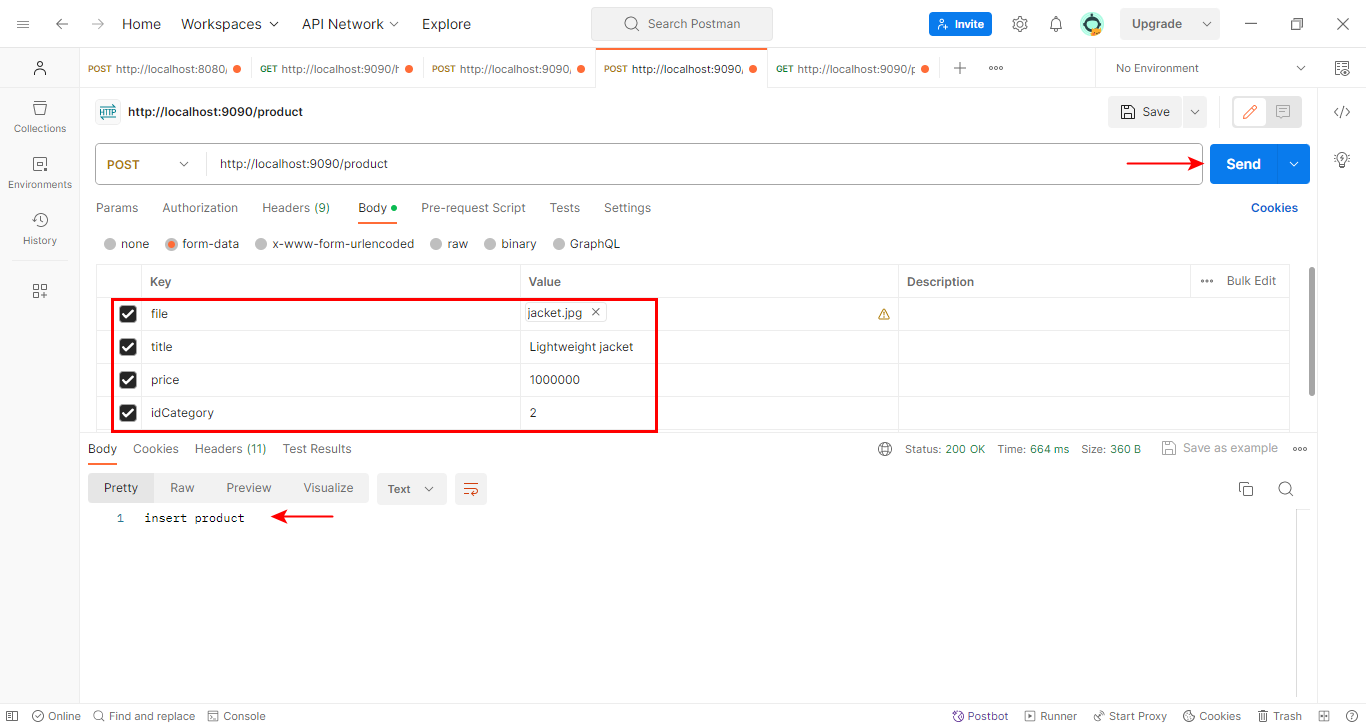 Home Workspaces API Network Explore Search Postman Invite Upgrade
POST http://localhost:8080/ GET http://localhost:9090/h POST http://localhost:9090/ POST http://localhost:9090/ GET http://localhost:9090/p No Environment
HTTP http://localhost:9090/product Save
Collections
POST http://localhost:9090/product Send
Environments
Params Authorization Headers (9) Body Pre-request Script Tests Settings Cookies
History
none form-data x-www-form-urlencoded raw binary GraphQL
Key Value Description Bulk Edit
file jacket.jpg
title Lightweight jacket
price 1000000
idCategory 2
Body Cookies Headers (11) Test Results Status: 200 OK Time: 664 ms Size: 360 B Save as example
Pretty Raw Preview Visualize Text
1 insert product
Online Find and replace Console Postbot Runner Start Proxy Cookies Trash